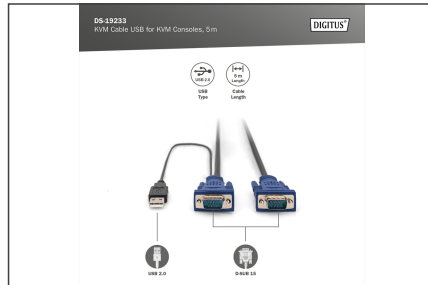 DS-19233
KVM Cable USB for KVM Consoles, 5 m
DIGITUS®
USB 2.0
USB
Type
5 m
Length
Cable
Length
USB 2.0
D-SUB 15